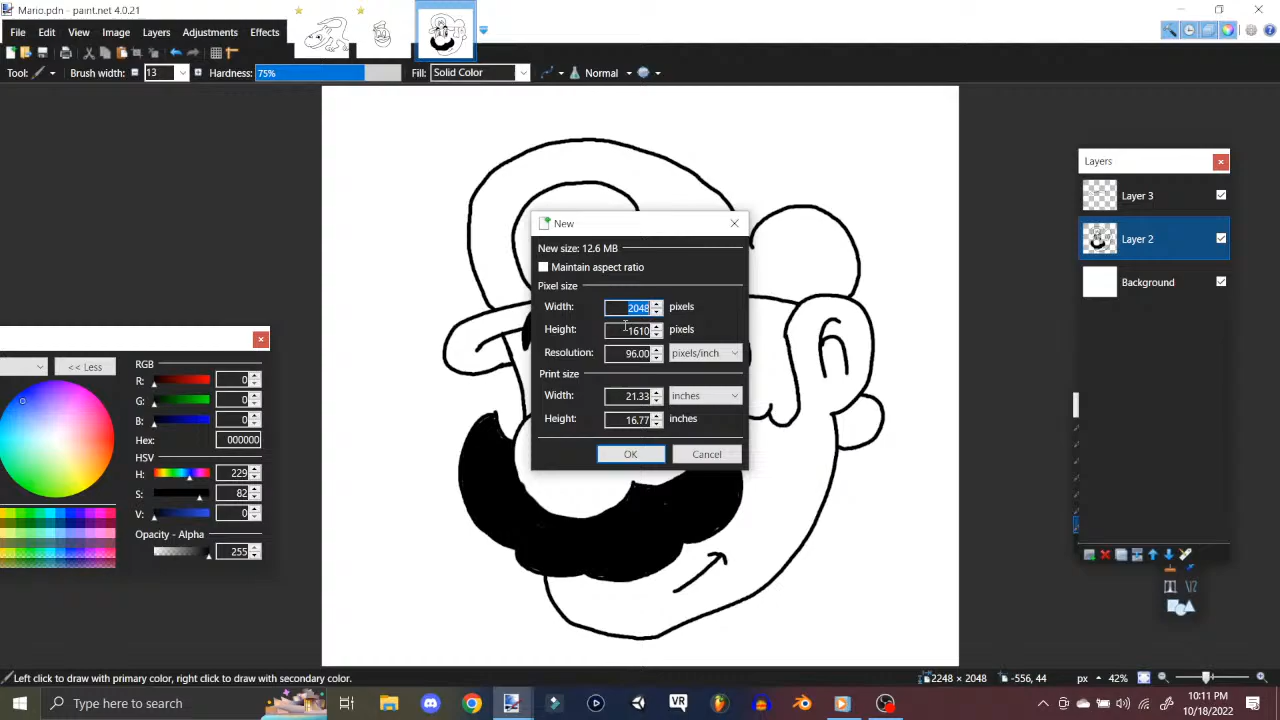 Mario.pdn - paint.net 4.0.21
File Edit View Image Layers Adjustments Effects
Tool: Brush width: 13 Hardness: 75% Fill: Solid Color Normal
Layers
Layer 3
Layer 2
Background
New
New size: 12.6 MB
Maintain aspect ratio
Pixel size
Width: 2048 pixels
Height: 1610 pixels
Resolution: 96.00 pixels/inch
Print size
Width: 21.33 inches
Height: 16.77 inches
OK Cancel
<< Less
RGB
R: 0
G: 0
B: 0
Hex: 000000
HSV
H: 229
S: 82
V: 0
Opacity - Alpha
255
Left click to draw with primary color, right click to draw with secondary color.
2248 × 2048 -556, 44 px 42%
Type here to search
VR
10:11 PM
10/18/2022